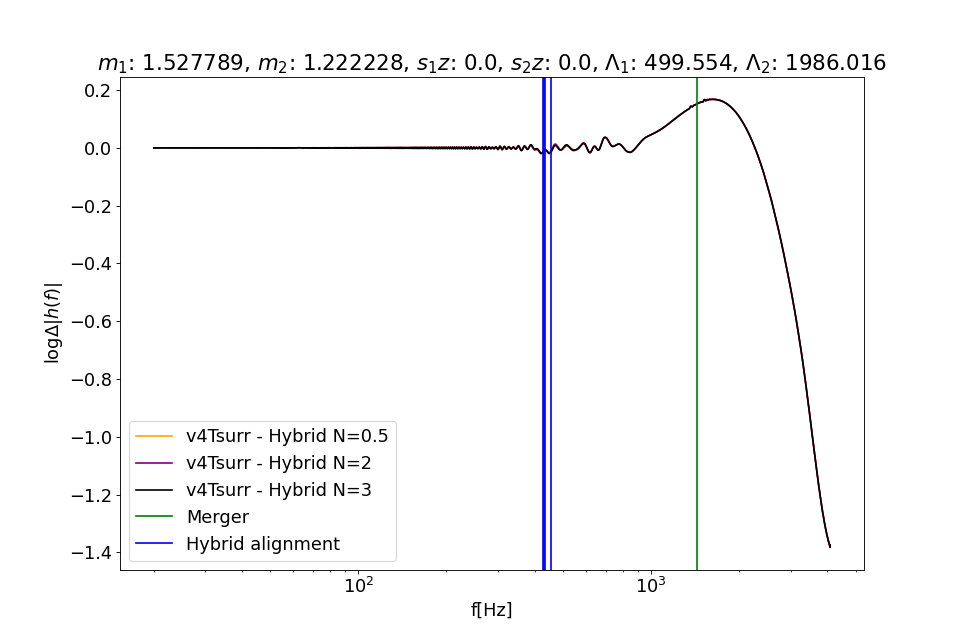 m₁: 1.527789, m₂: 1.222228, s₁z: 0.0, s₂z: 0.0, Λ₁: 499.554, Λ₂: 1986.016
0.2
0.0
−0.2
−0.4
−0.6
−0.8
−1.0
−1.2
−1.4
logΔ|h(f)|
v4Tsurr - Hybrid N=0.5
v4Tsurr - Hybrid N=2
v4Tsurr - Hybrid N=3
Merger
Hybrid alignment
10² 10³
f[Hz]